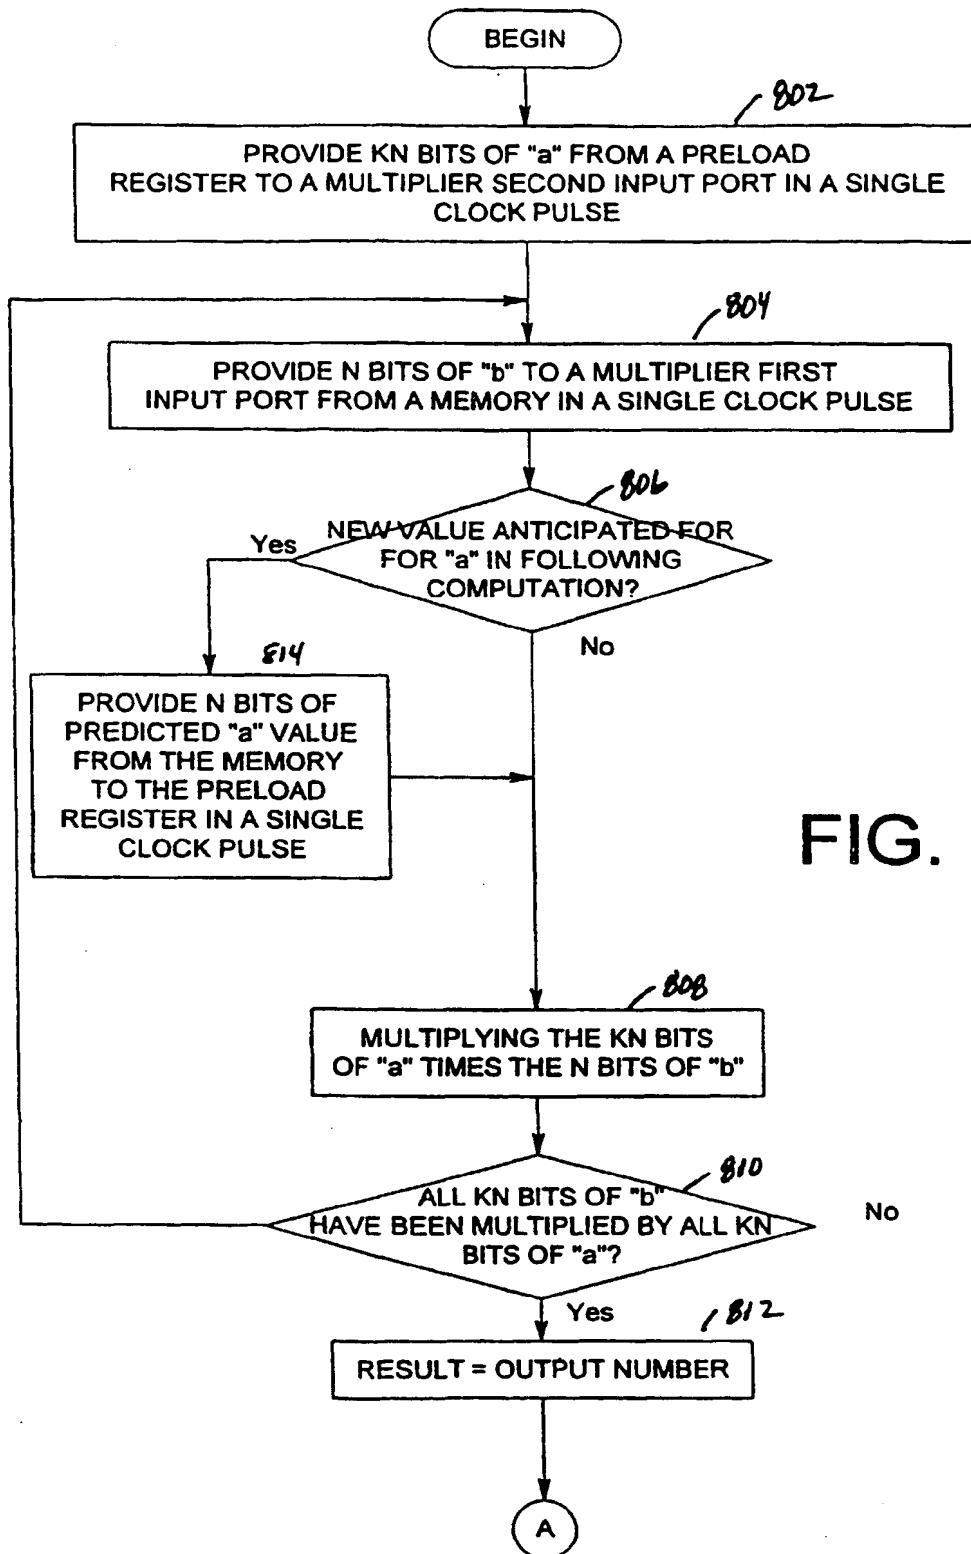 BEGIN
802
PROVIDE KN BITS OF "a" FROM A PRELOAD
REGISTER TO A MULTIPLIER SECOND INPUT PORT IN A SINGLE
CLOCK PULSE
804
PROVIDE N BITS OF "b" TO A MULTIPLIER FIRST
INPUT PORT FROM A MEMORY IN A SINGLE CLOCK PULSE
806
NEW VALUE ANTICIPATED FOR
FOR "a" IN FOLLOWING
COMPUTATION?
Yes
No
814
PROVIDE N BITS OF
PREDICTED "a" VALUE
FROM THE MEMORY
TO THE PRELOAD
REGISTER IN A SINGLE
CLOCK PULSE
FIG.
808
MULTIPLYING THE KN BITS
OF "a" TIMES THE N BITS OF "b"
810
ALL KN BITS OF "b"
HAVE BEEN MULTIPLIED BY ALL KN
BITS OF "a"?
No
Yes
812
RESULT = OUTPUT NUMBER
A